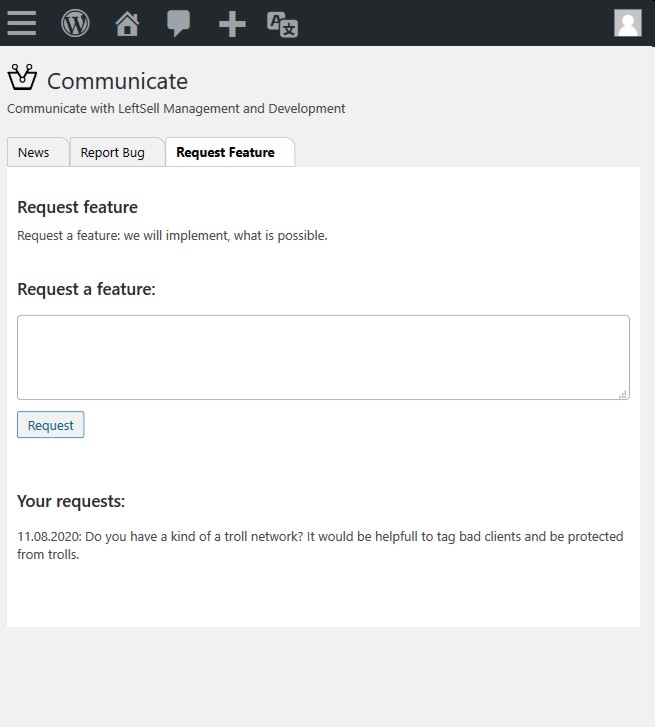 Communicate
Communicate with LeftSell Management and Development
News
Report Bug
Request Feature
Request feature
Request a feature: we will implement, what is possible.
Request a feature:
Request
Your requests:
11.08.2020: Do you have a kind of a troll network? It would be helpfull to tag bad clients and be protected
from trolls.